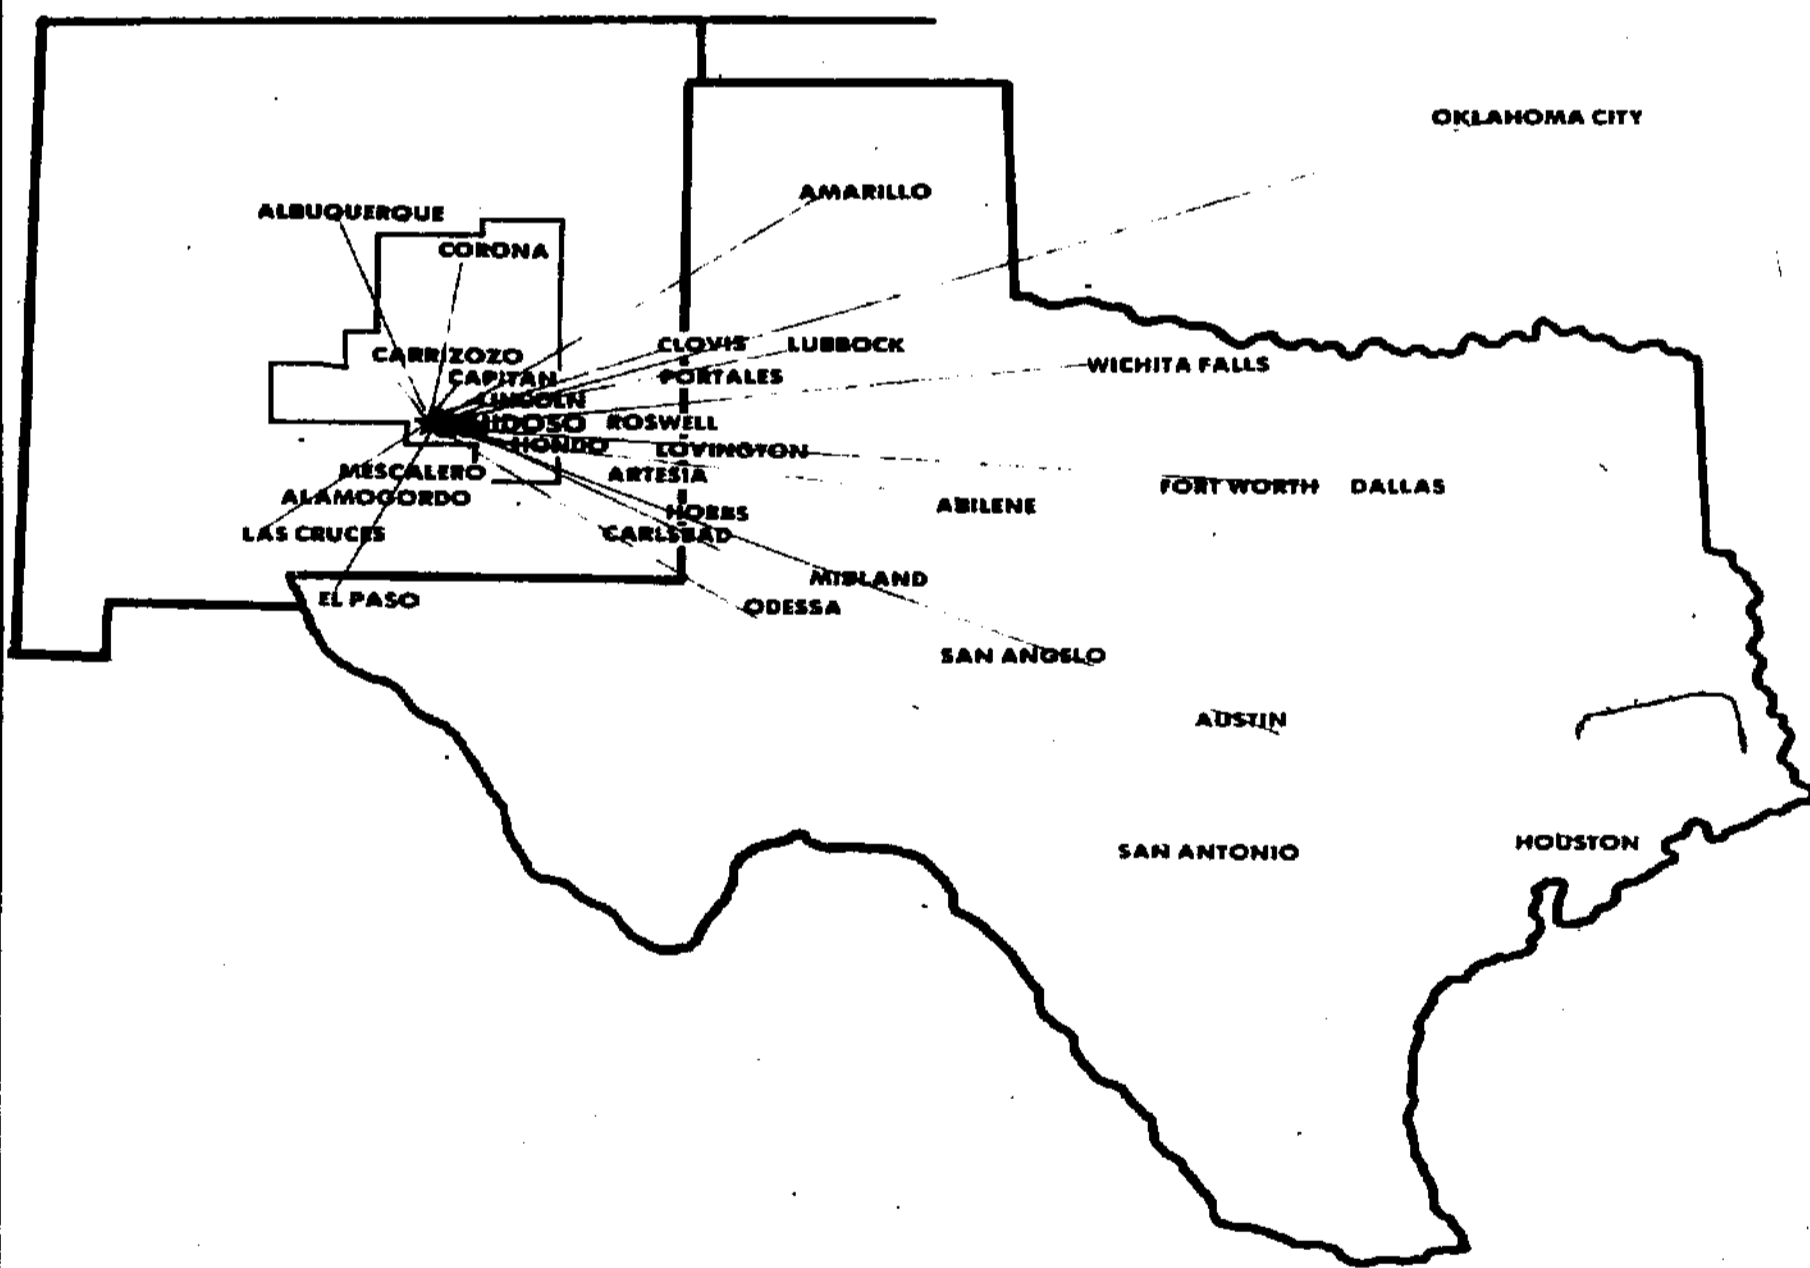 OKLAHOMA CITY
AMARILLO
ALBUQUERQUE
CORONA
CLOVIS
LUBBOCK
CARRIZOZO
WICHITA FALLS
CAPITAN
PORTALES
LINCOLN
ROSWELL
HONDO
LOVINGTON
MESCALERO
ARTESIA
FORT WORTH
DALLAS
ALAMOGORDO
ABILENE
HOBBS
LAS CRUCES
CARLSBAD
MIDLAND
EL PASO
ODESSA
SAN ANGELO
AUSTIN
SAN ANTONIO
HOUSTON